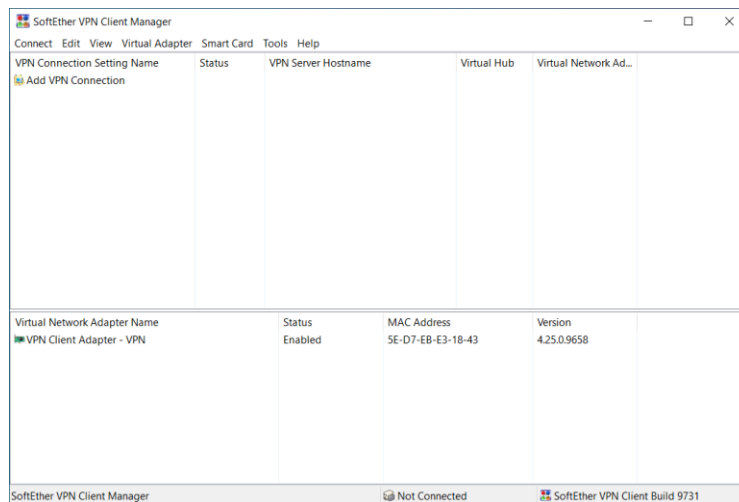 SoftEther VPN Client Manager
Connect Edit View Virtual Adapter Smart Card Tools Help
VPN Connection Setting Name Status VPN Server Hostname Virtual Hub Virtual Network Ad...
Add VPN Connection
Virtual Network Adapter Name Status MAC Address Version
VPN Client Adapter - VPN Enabled 5E-D7-EB-E3-18-43 4.25.0.9658
SoftEther VPN Client Manager Not Connected SoftEther VPN Client Build 9731